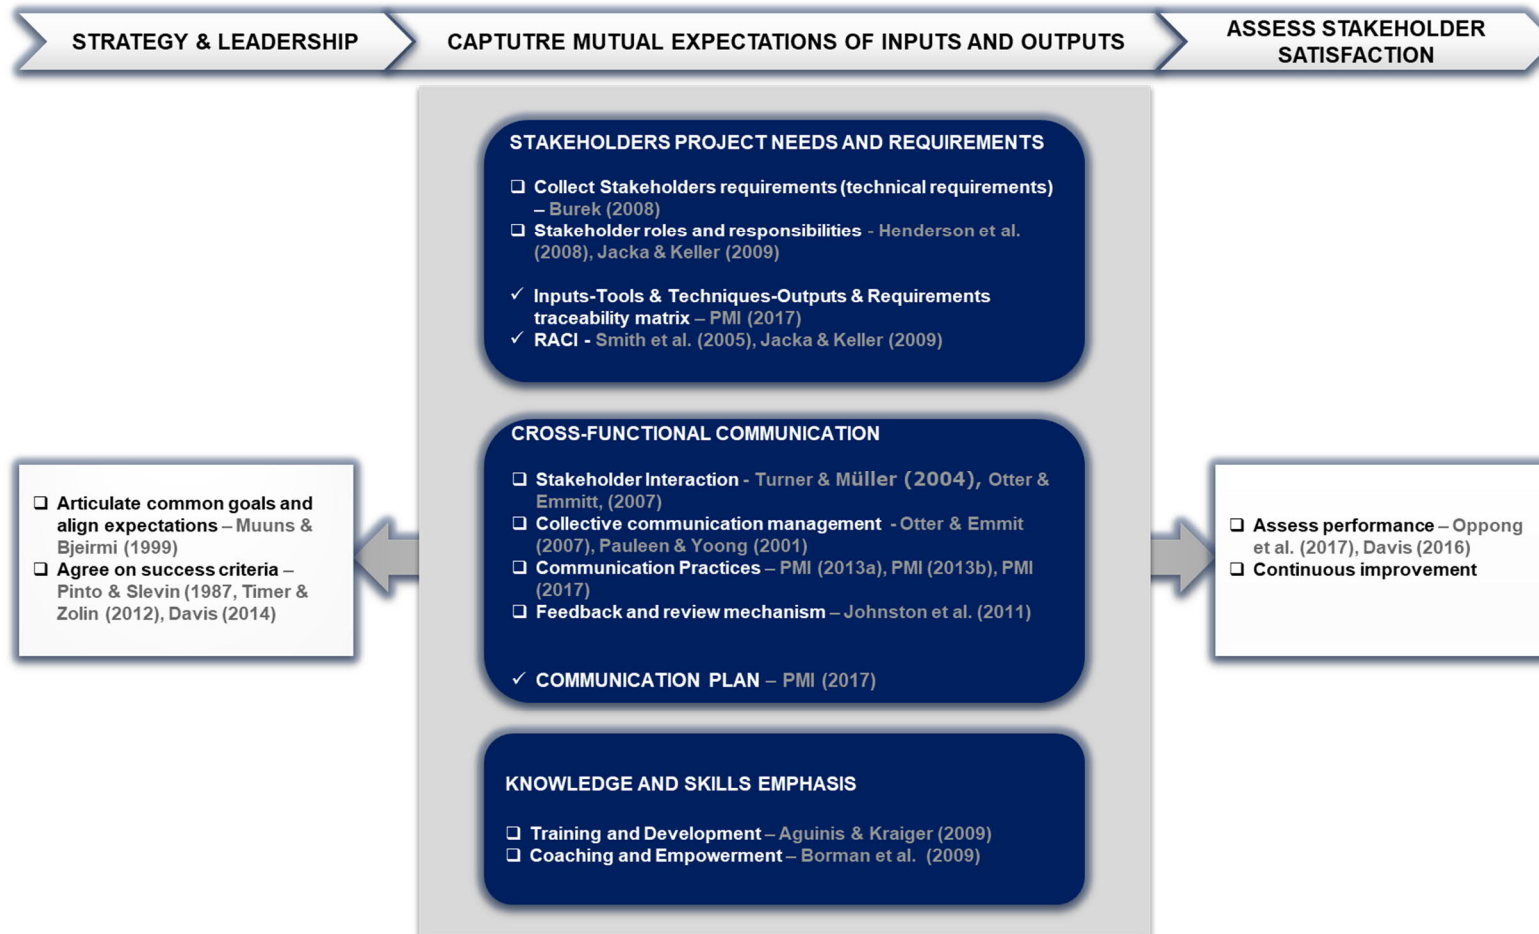 STRATEGY & LEADERSHIP
CAPTUTRE MUTUAL EXPECTATIONS OF INPUTS AND OUTPUTS
ASSESS STAKEHOLDER
SATISFACTION
STAKEHOLDERS PROJECT NEEDS AND REQUIREMENTS
❑ Collect Stakeholders requirements (technical requirements)
– Burek (2008)
❑ Stakeholder roles and responsibilities - Henderson et al.
(2008), Jacka & Keller (2009)
✓ Inputs-Tools & Techniques-Outputs & Requirements
traceability matrix – PMI (2017)
✓ RACI - Smith et al. (2005), Jacka & Keller (2009)
❑ Articulate common goals and
align expectations – Muuns &
Bjeirmi (1999)
❑ Agree on success criteria –
Pinto & Slevin (1987, Timer &
Zolin (2012), Davis (2014)
CROSS-FUNCTIONAL COMMUNICATION
❑ Stakeholder Interaction - Turner & Müller (2004), Otter &
Emmitt, (2007)
❑ Collective communication management - Otter & Emmit
(2007), Pauleen & Yoong (2001)
❑ Communication Practices – PMI (2013a), PMI (2013b), PMI
(2017)
❑ Feedback and review mechanism – Johnston et al. (2011)
✓ COMMUNICATION PLAN – PMI (2017)
❑ Assess performance – Oppong
et al. (2017), Davis (2016)
❑ Continuous improvement
KNOWLEDGE AND SKILLS EMPHASIS
❑ Training and Development – Aguinis & Kraiger (2009)
❑ Coaching and Empowerment – Borman et al. (2009)